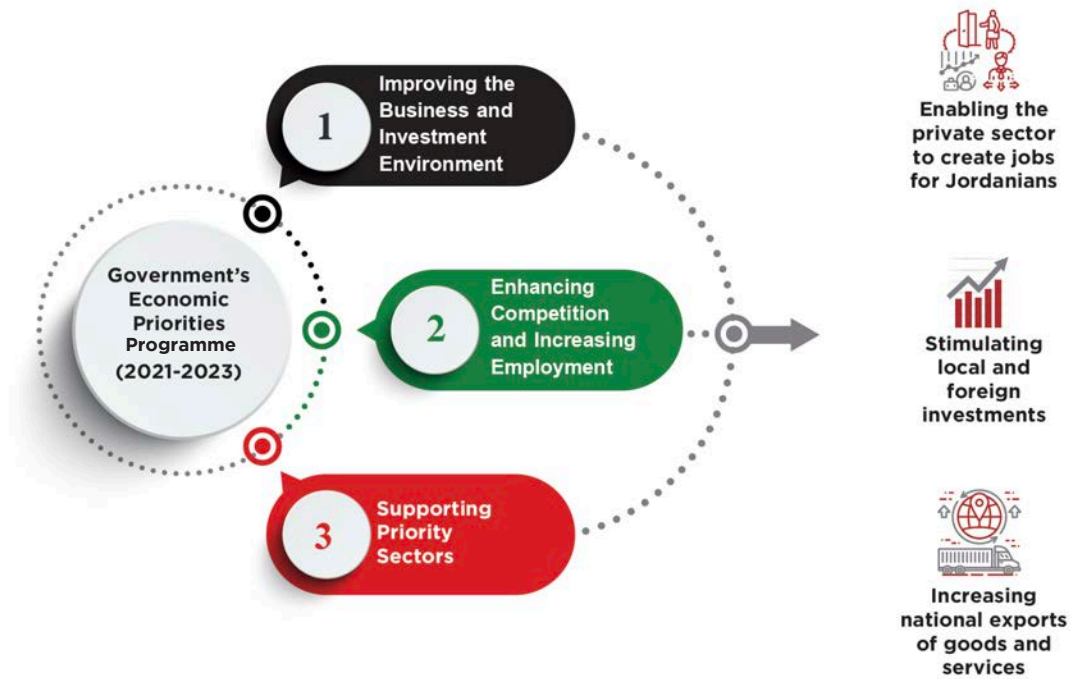 Government's
Economic
Priorities
Programme
(2021-2023)
1
Improving the
Business and
Investment
Environment
2
Enhancing
Competition
and Increasing
Employment
3
Supporting
Priority
Sectors
Enabling the
private sector
to create jobs
for Jordanians
Stimulating
local and
foreign
investments
Increasing
national exports
of goods and
services